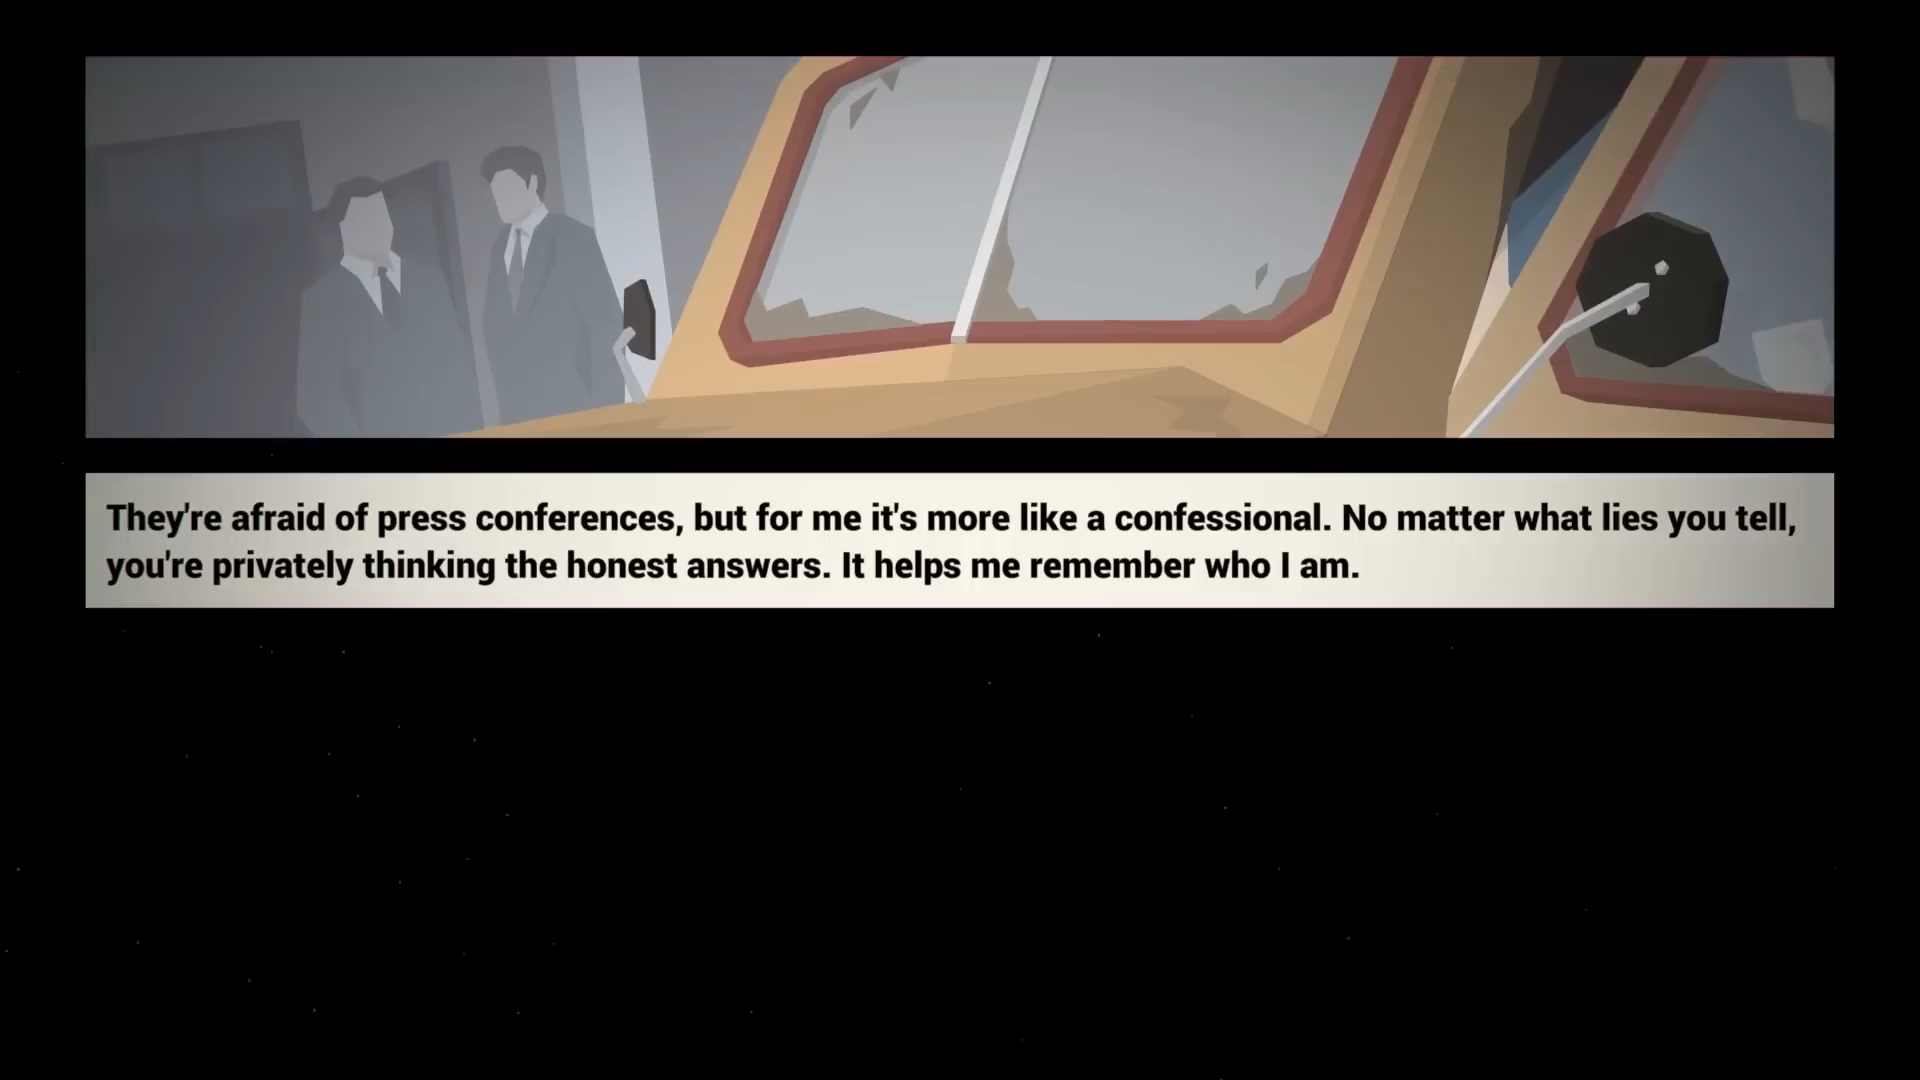 They're afraid of press conferences, but for me it's more like a confessional. No matter what lies you tell,
you're privately thinking the honest answers. It helps me remember who I am.